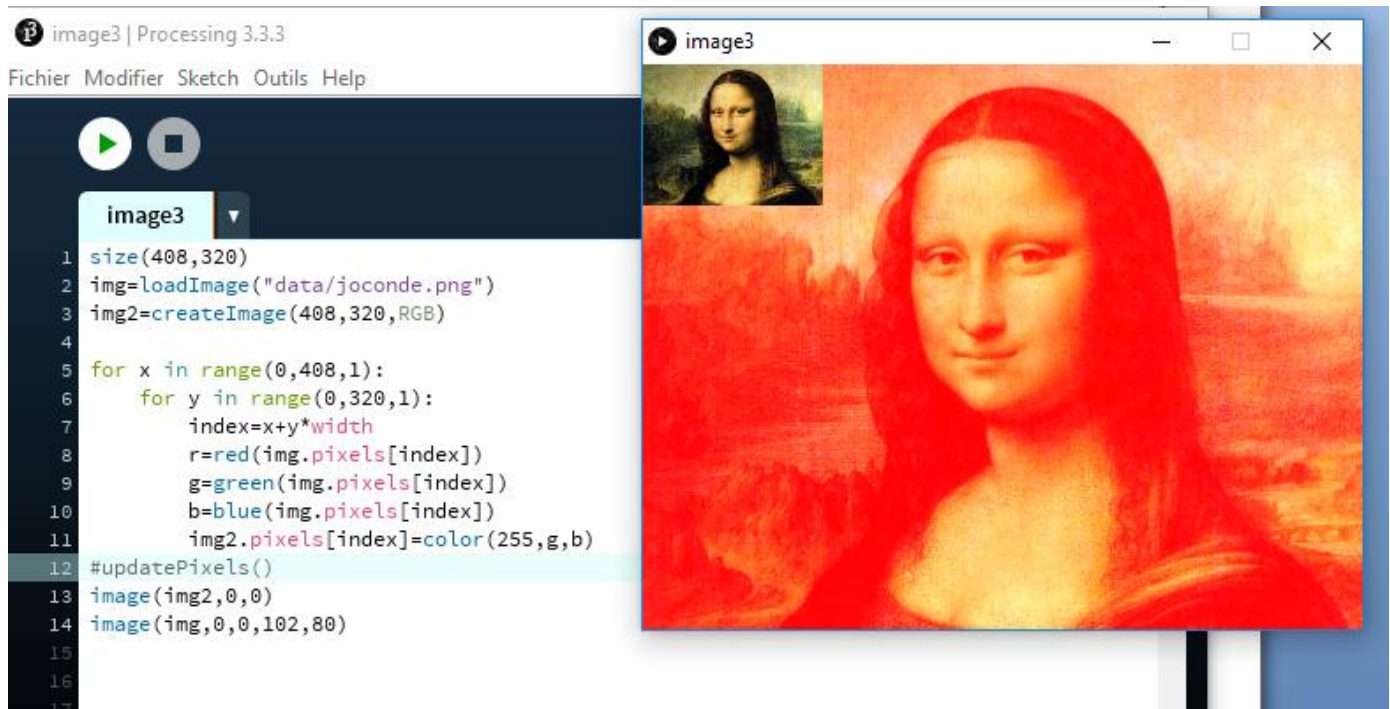 image3 | Processing 3.3.3
Fichier Modifier Sketch Outils Help
image3
image3
1 size(408,320)
2 img=loadImage("data/joconde.png")
3 img2=createImage(408,320,RGB)
4
5 for x in range(0,408,1):
6     for y in range(0,320,1):
7         index=x+y*width
8         r=red(img.pixels[index])
9         g=green(img.pixels[index])
10         b=blue(img.pixels[index])
11         img2.pixels[index]=color(255,g,b)
12 #updatePixels()
13 image(img2,0,0)
14 image(img,0,0,102,80)
15
16
17